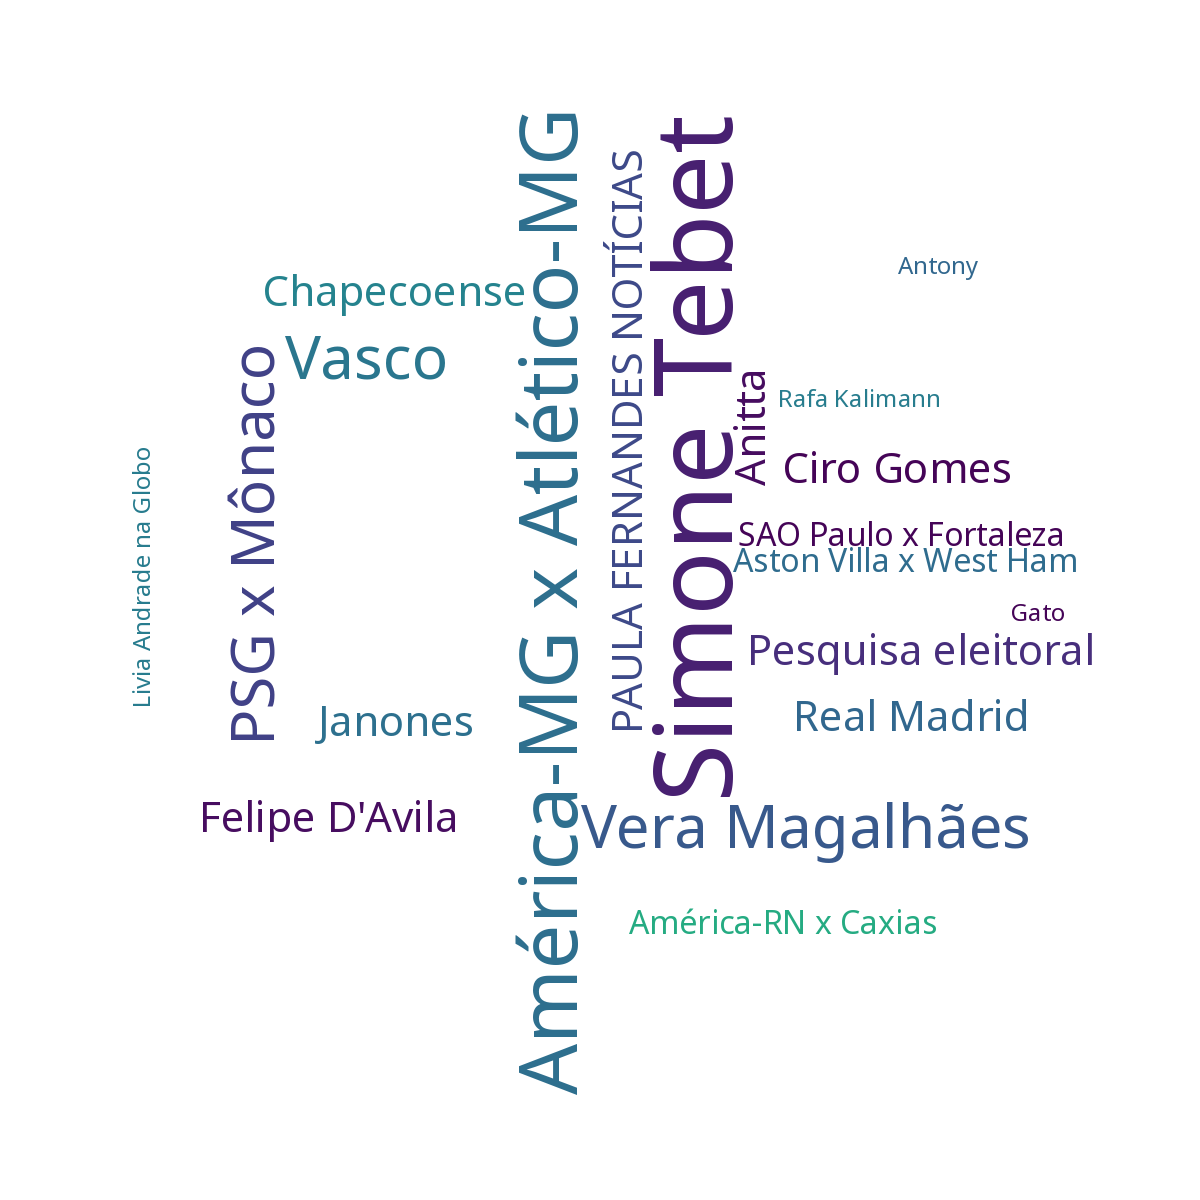 América-MG x Atlético-MG
PAULA FERNANDES NOTÍCIAS
Simone Tebet
Antony
Chapecoense
Vasco
PSG x Mônaco
Anitta
Rafa Kalimann
Ciro Gomes
Livia Andrade na Globo
SAO Paulo x Fortaleza
Aston Villa x West Ham
Gato
Pesquisa eleitoral
Janones
Real Madrid
Felipe D'Avila
Vera Magalhães
América-RN x Caxias